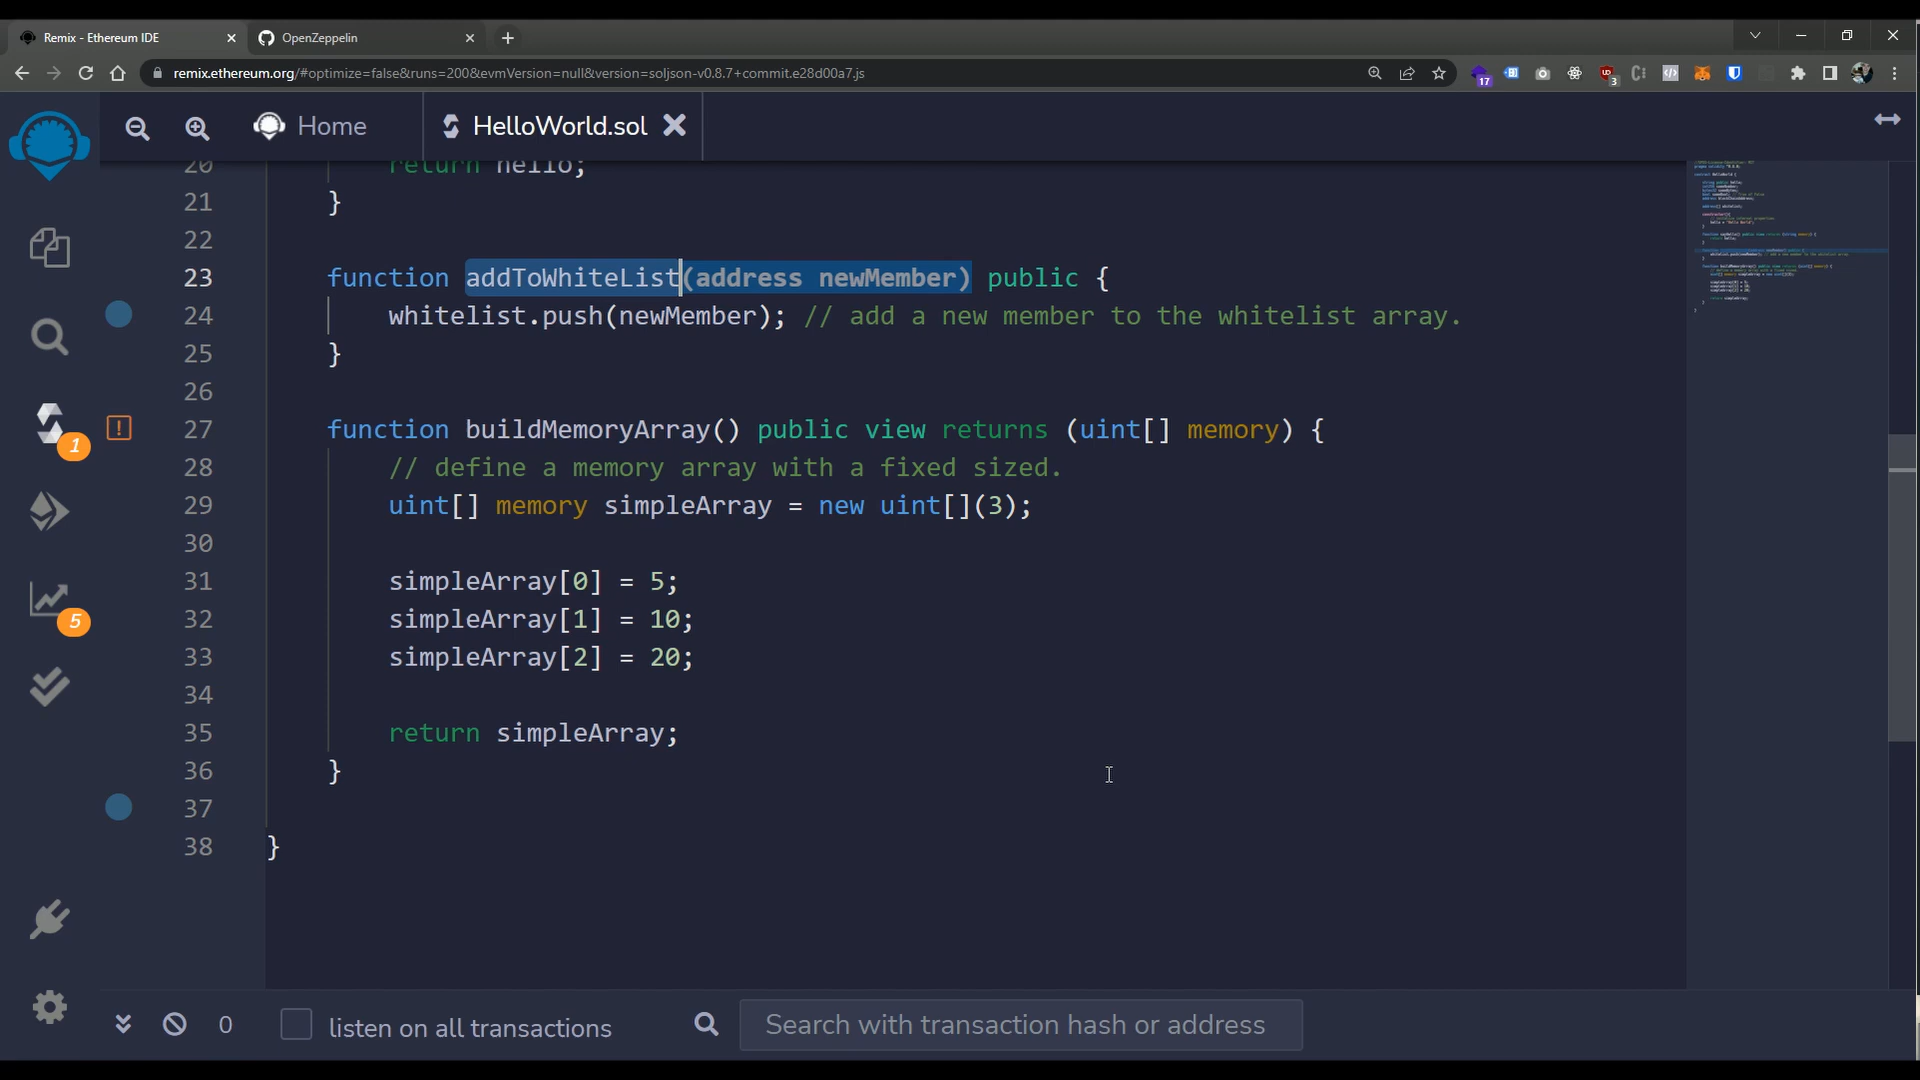 Remix - Ethereum IDE
OpenZeppelin
remix.ethereum.org/#optimize=false&runs=200&evmVersion=null&version=soljson-v0.8.7+commit.e28d00a7.js
17
3
Home
HelloWorld.sol
20 return hello;
21 }
22
23 function addToWhiteList(address newMember) public {
24 whitelist.push(newMember); // add a new member to the whitelist array.
25 }
26
27 function buildMemoryArray() public view returns (uint[] memory) {
28 // define a memory array with a fixed sized.
29 uint[] memory simpleArray = new uint[](3);
30
31 simpleArray[0] = 5;
32 simpleArray[1] = 10;
33 simpleArray[2] = 20;
34
35 return simpleArray;
36 }
37
38 }
1
5
0 listen on all transactions Search with transaction hash or address